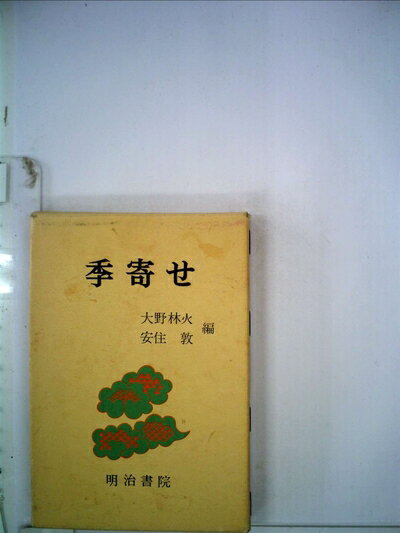 季寄せ
大野林火
安住 敦 編
明治書院